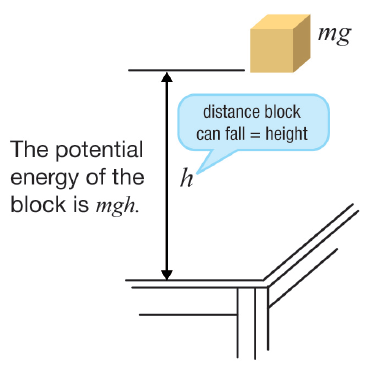 mg
distance block
can fall = height
The potential
energy of the
block is mgh.
h